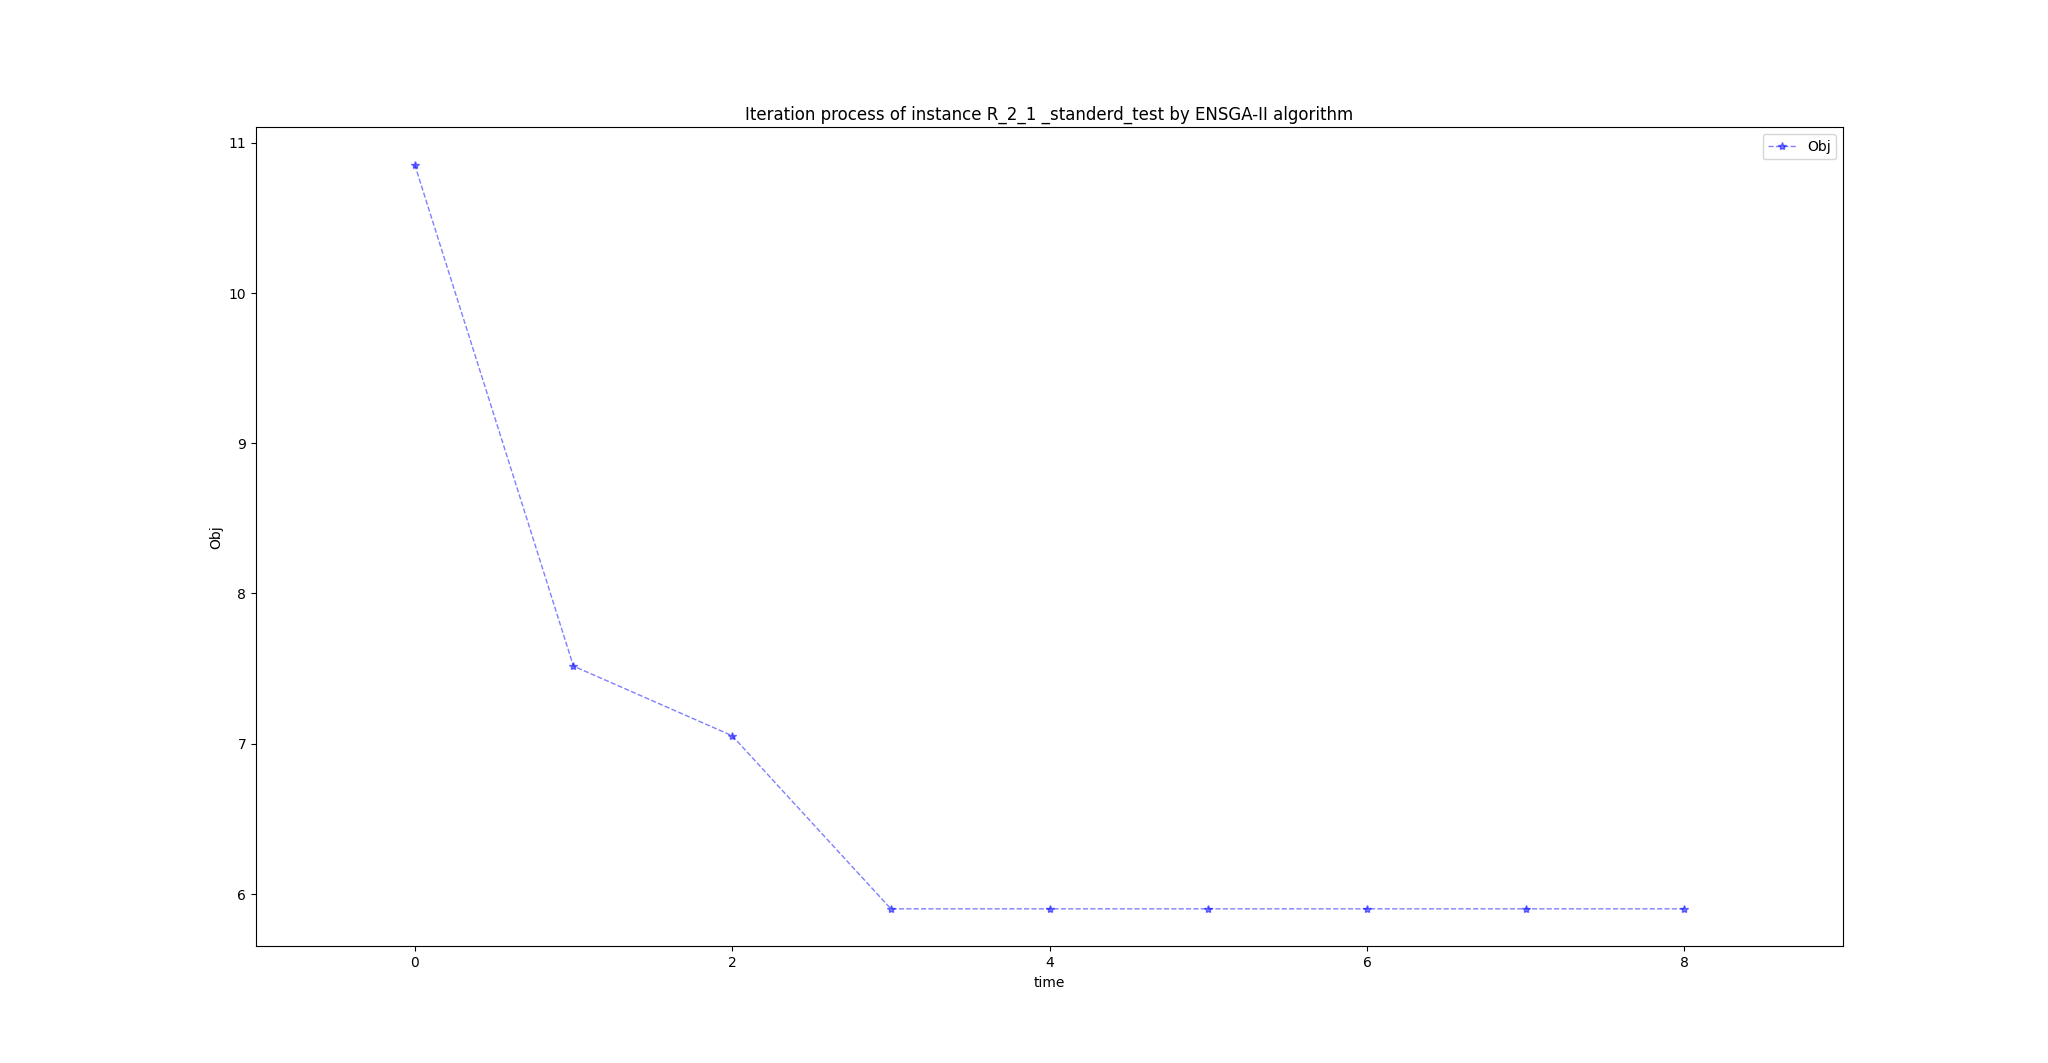 Iteration process of instance R_2_1 _standerd_test by ENSGA-II algorithm
Obj
11
10
9
8
7
6
Obj
0 2 4 6 8
time